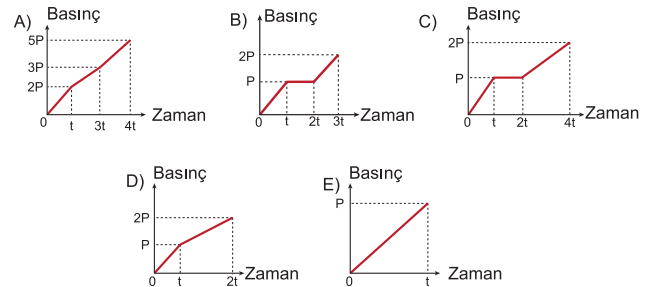 A)
Basınç
5P
3P
2P
0
t
3t
4t
Zaman
B)
Basınç
2P
P
0
t
2t
3t
Zaman
C)
Basınç
2P
P
0
t
2t
4t
Zaman
D)
Basınç
2P
P
0
t
2t
Zaman
E)
Basınç
P
0
t
Zaman